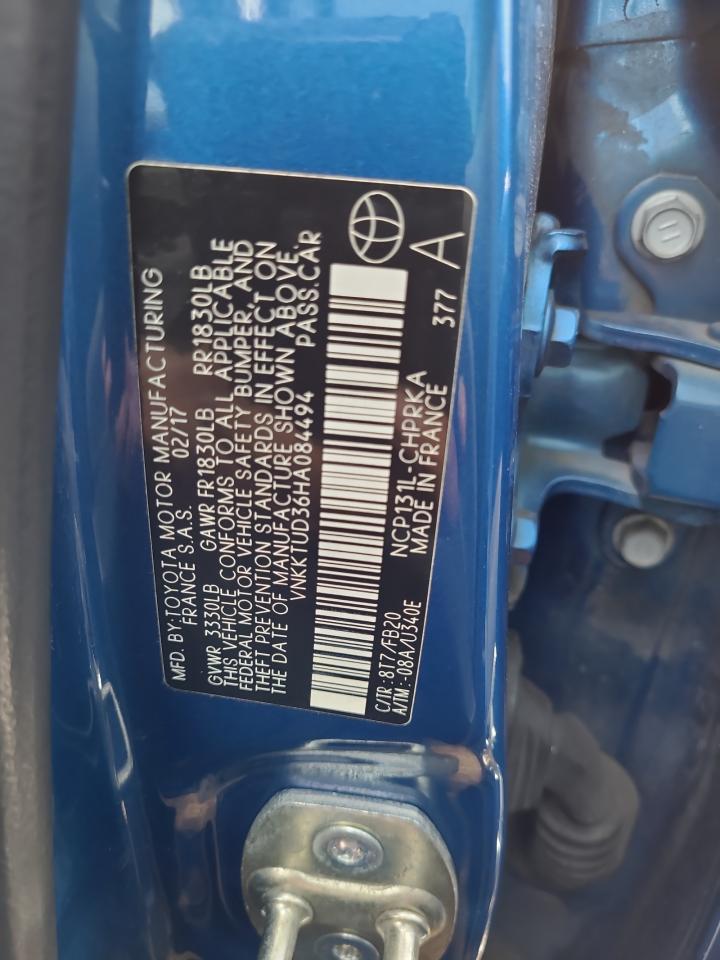 MFD. BY:TOYOTA MOTOR MANUFACTURING
FRANCE S.A.S. 02/17
GVWR 3330LB GAWR FR1830LB RR1830LB
THIS VEHICLE CONFORMS TO ALL APPLICABLE
FEDERAL MOTOR VEHICLE SAFETY BUMPER, AND
THEFT PREVENTION STANDARDS IN EFFECT ON
THE DATE OF MANUFACTURE SHOWN ABOVE.
VNKKTUD36HA084494 PASS.CAR
C/TR:8T7/FB20 NCP131L-CHPRKA
A/TM:-08A/U340E MADE IN FRANCE 377 A